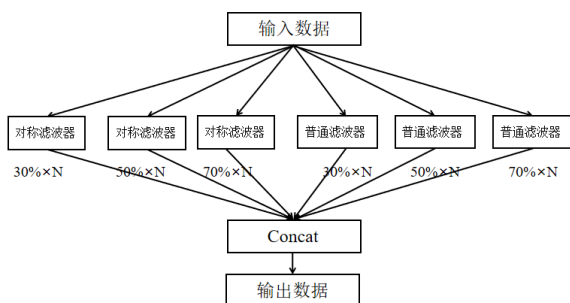 输入数据
对称滤波器 对称滤波器 对称滤波器 普通滤波器 普通滤波器 普通滤波器
30%×N 50%×N 70%×N 30%×N 50%×N 70%×N
Concat
输出数据